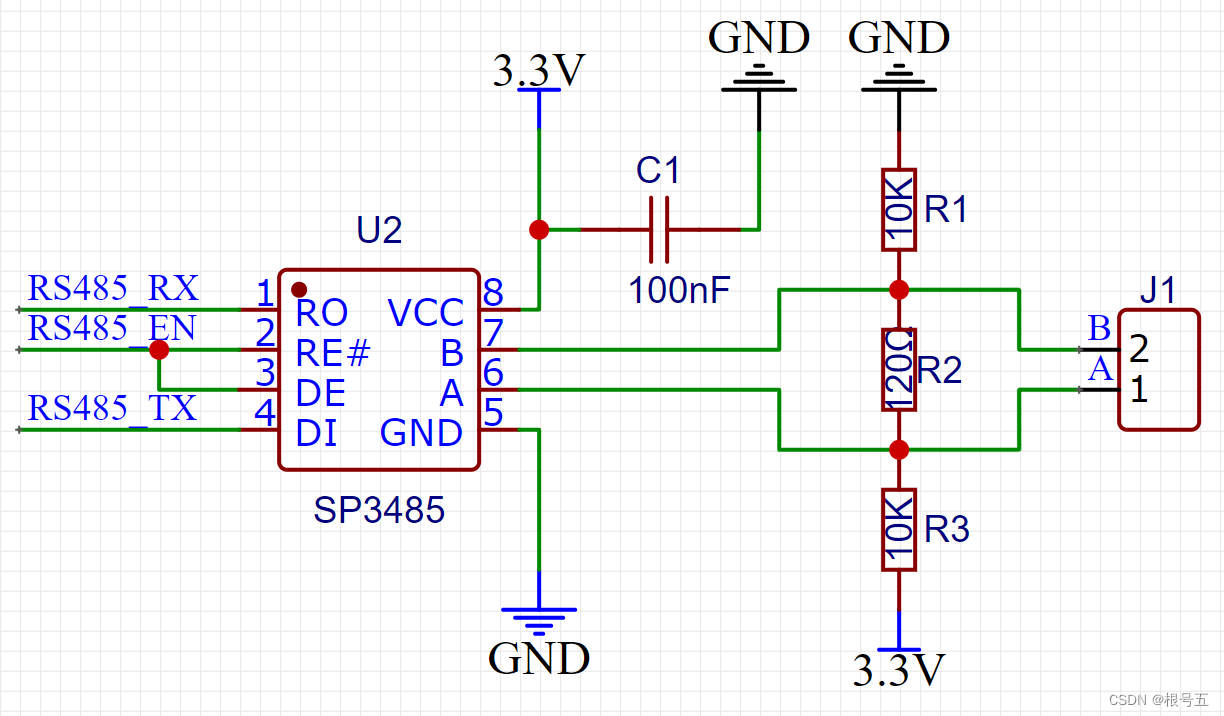 GND GND
3.3V
C1
100nF
10K R1
U2
RS485_RX
RS485_EN
RS485_TX
1 RO VCC 8
2 RE# B 7
3 DE A 6
4 DI GND 5
SP3485
120Ω R2
J1
B 2
A 1
10K R3
GND
3.3V
CSDN @根号五